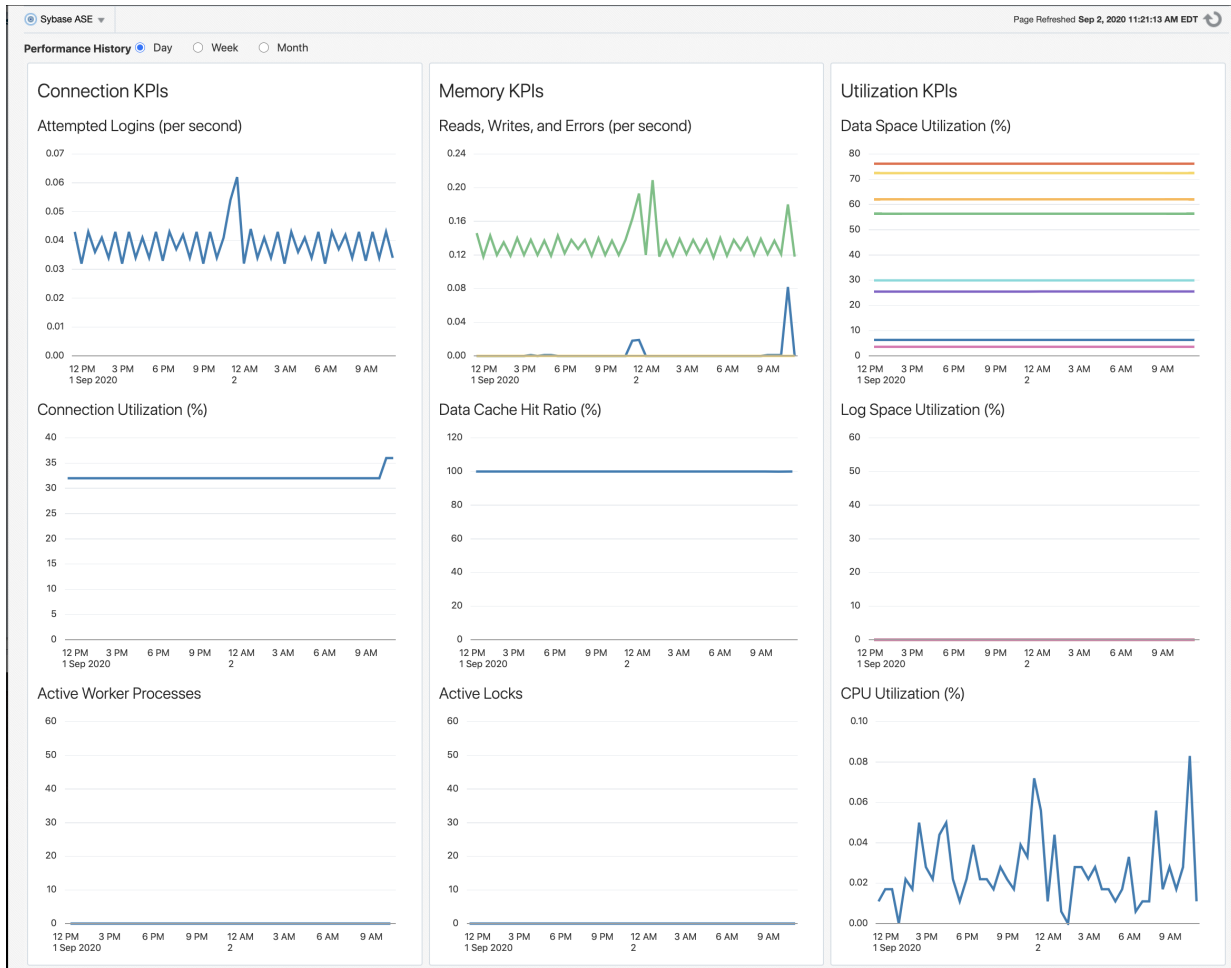 Sybase ASE
Page Refreshed Sep 2, 2020 11:21:13 AM EDT
Performance History Day Week Month
Connection KPIs
Attempted Logins (per second)
0.07
0.06
0.05
0.04
0.03
0.02
0.01
0.00
12 PM 3 PM 6 PM 9 PM 12 AM 3 AM 6 AM 9 AM
1 Sep 2020 2
Connection Utilization (%)
40
35
30
25
20
15
10
5
0
12 PM 3 PM 6 PM 9 PM 12 AM 3 AM 6 AM 9 AM
1 Sep 2020 2
Active Worker Processes
60
50
40
30
20
10
0
12 PM 3 PM 6 PM 9 PM 12 AM 3 AM 6 AM 9 AM
1 Sep 2020 2
Memory KPIs
Reads, Writes, and Errors (per second)
0.24
0.20
0.16
0.12
0.08
0.04
0.00
12 PM 3 PM 6 PM 9 PM 12 AM 3 AM 6 AM 9 AM
1 Sep 2020 2
Data Cache Hit Ratio (%)
120
100
80
60
40
20
0
12 PM 3 PM 6 PM 9 PM 12 AM 3 AM 6 AM 9 AM
1 Sep 2020 2
Active Locks
60
50
40
30
20
10
0
12 PM 3 PM 6 PM 9 PM 12 AM 3 AM 6 AM 9 AM
1 Sep 2020 2
Utilization KPIs
Data Space Utilization (%)
80
70
60
50
40
30
20
10
0
12 PM 3 PM 6 PM 9 PM 12 AM 3 AM 6 AM 9 AM
1 Sep 2020 2
Log Space Utilization (%)
60
50
40
30
20
10
0
12 PM 3 PM 6 PM 9 PM 12 AM 3 AM 6 AM 9 AM
1 Sep 2020 2
CPU Utilization (%)
0.10
0.08
0.06
0.04
0.02
0.00
12 PM 3 PM 6 PM 9 PM 12 AM 3 AM 6 AM 9 AM
1 Sep 2020 2